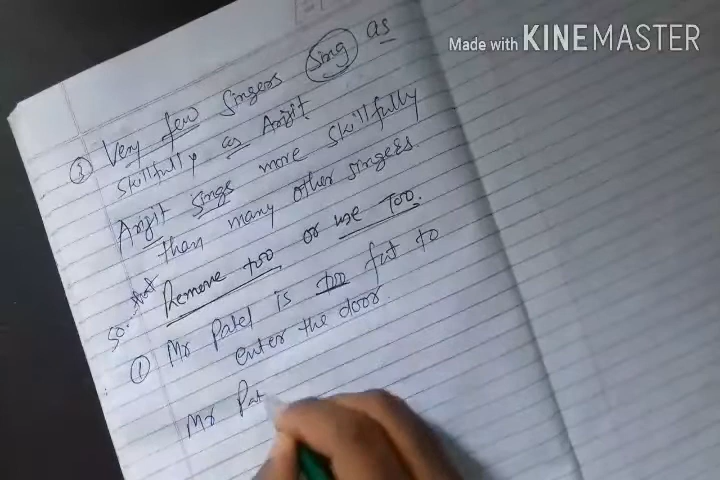 Made with KINEMASTER
③ Very few singers sing as
skillfully as Arijit
Arijit sings more skillfully
than many other singers.
so...that Remove too or use Too.
① Mr Patel is too fat to
enter the door.
Mr Pat